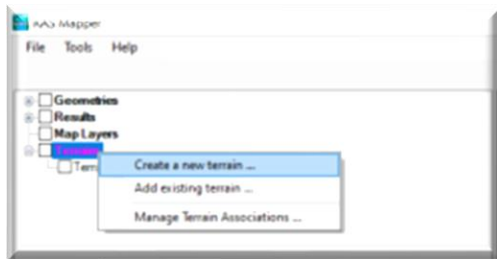 RAS Mapper
File Tools Help
Geometries
Results
Map Layers
Terrains
Terr
Create a new terrain ...
Add existing terrain ...
Manage Terrain Associations ...